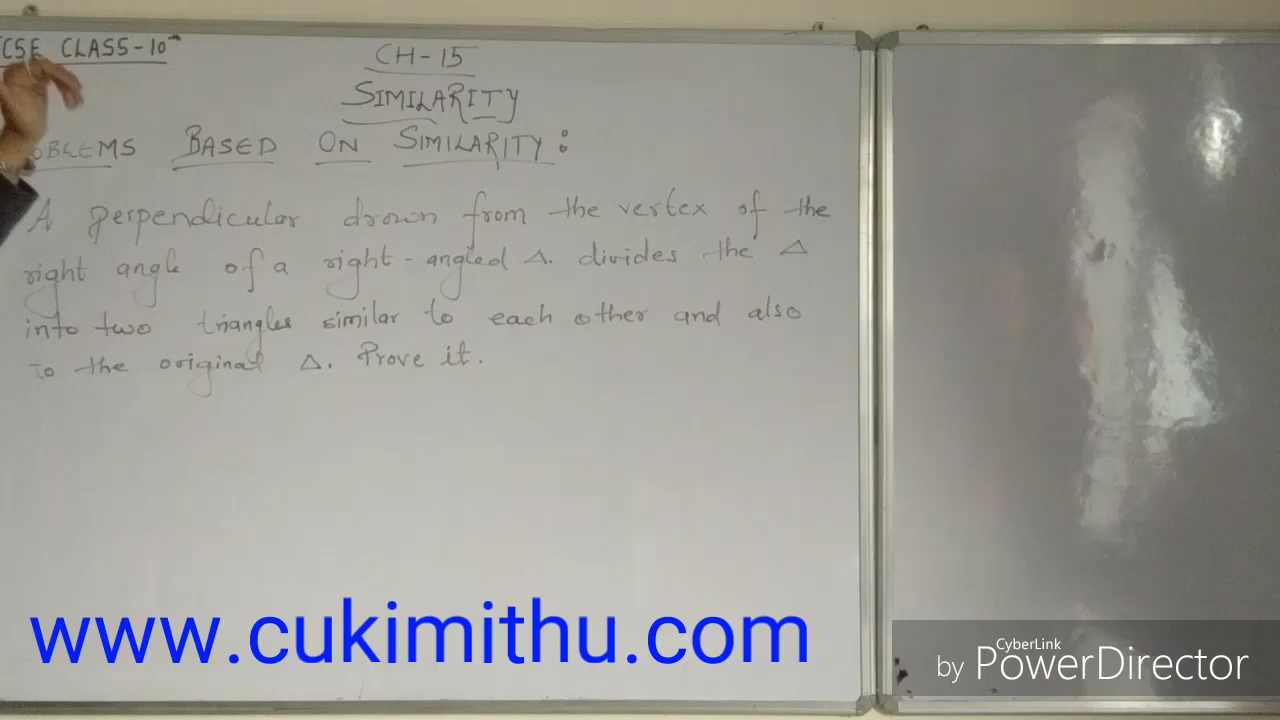 CSE CLASS-10th
CH-15
SIMILARITY
OBLEMS BASED ON SIMILARITY:
A perpendicular drown from the vertex of the
right angle of a right-angled Δ. divides the Δ
into two triangles similar to each other and also
to the original Δ. Prove it.
www.cukimithu.com
CyberLink
by PowerDirector